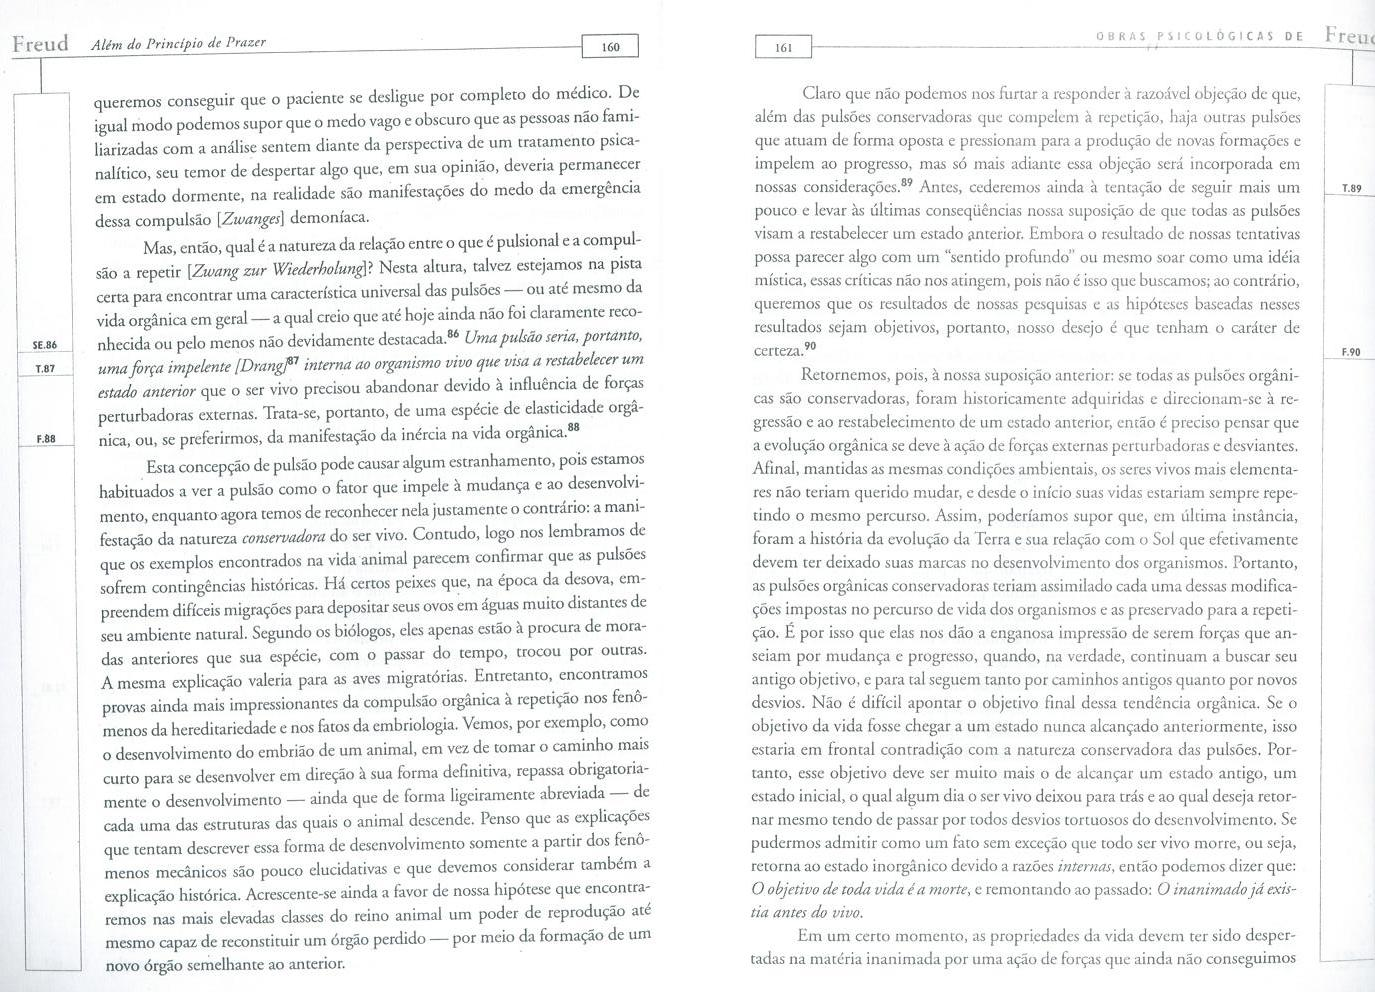 Freud Além do Princípio de Prazer
160
queremos conseguir que o paciente se desligue por completo do médico. De
igual modo podemos supor que o medo vago e obscuro que as pessoas não fami-
liarizadas com a análise sentem diante da perspectiva de um tratamento psica-
nalítico, seu temor de despertar algo que, em sua opinião, deveria permanecer
em estado dormente, na realidade são manifestações do medo da emergência
dessa compulsão [Zwanges] demoníaca.
Mas, então, qual é a natureza da relação entre o que é pulsional e a compul-
são a repetir [Zwang zur Wiederholung]? Nesta altura, talvez estejamos na pista
certa para encontrar uma característica universal das pulsões — ou até mesmo da
vida orgânica em geral — a qual creio que até hoje ainda não foi claramente reco-
nhecida ou pelo menos não devidamente destacada.86 Uma pulsão seria, portanto,
uma força impelente [Drang]87 interna ao organismo vivo que visa a restabelecer um
estado anterior que o ser vivo precisou abandonar devido à influência de forças
perturbadoras externas. Trata-se, portanto, de uma espécie de elasticidade orgâ-
nica, ou, se preferirmos, da manifestação da inércia na vida orgânica.88
Esta concepção de pulsão pode causar algum estranhamento, pois estamos
habituados a ver a pulsão como o fator que impele à mudança e ao desenvolvi-
mento, enquanto agora temos de reconhecer nela justamente o contrário: a mani-
festação da natureza conservadora do ser vivo. Contudo, logo nos lembramos de
que os exemplos encontrados na vida animal parecem confirmar que as pulsões
sofrem contingências históricas. Há certos peixes que, na época da desova, em-
preendem difíceis migrações para depositar seus ovos em águas muito distantes de
seu ambiente natural. Segundo os biólogos, eles apenas estão à procura de mora-
das anteriores que sua espécie, com o passar do tempo, trocou por outras.
A mesma explicação valeria para as aves migratórias. Entretanto, encontramos
provas ainda mais impressionantes da compulsão orgânica à repetição nos fenô-
menos da hereditariedade e nos fatos da embriologia. Vemos, por exemplo, como
o desenvolvimento do embrião de um animal, em vez de tomar o caminho mais
curto para se desenvolver em direção à sua forma definitiva, repassa obrigatoria-
mente o desenvolvimento — ainda que de forma ligeiramente abreviada — de
cada uma das estruturas das quais o animal descende. Penso que as explicações
que tentam descrever essa forma de desenvolvimento somente a partir dos fenô-
menos mecânicos são pouco elucidativas e que devemos considerar também a
explicação histórica. Acrescente-se ainda a favor de nossa hipótese que encontra-
remos nas mais elevadas classes do reino animal um poder de reprodução até
mesmo capaz de reconstituir um órgão perdido — por meio da formação de um
novo órgão semelhante ao anterior.
SE.86
T.87
F.88
161
OBRAS PSICOLÓGICAS DE Freud
Claro que não podemos nos furtar a responder à razoável objeção de que,
além das pulsões conservadoras que compelem à repetição, haja outras pulsões
que atuam de forma oposta e pressionam para a produção de novas formações e
impelem ao progresso, mas só mais adiante essa objeção será incorporada em
nossas considerações.89 Antes, cederemos ainda à tentação de seguir mais um
pouco e levar às últimas conseqüências nossa suposição de que todas as pulsões
visam a restabelecer um estado anterior. Embora o resultado de nossas tentativas
possa parecer algo com um "sentido profundo" ou mesmo soar como uma idéia
mística, essas críticas não nos atingem, pois não é isso que buscamos; ao contrário,
queremos que os resultados de nossas pesquisas e as hipóteses baseadas nesses
resultados sejam objetivos, portanto, nosso desejo é que tenham o caráter de
certeza.90
Retornemos, pois, à nossa suposição anterior: se todas as pulsões orgâni-
cas são conservadoras, foram historicamente adquiridas e direcionam-se à re-
gressão e ao restabelecimento de um estado anterior, então é preciso pensar que
a evolução orgânica se deve à ação de forças externas perturbadoras e desviantes.
Afinal, mantidas as mesmas condições ambientais, os seres vivos mais elementa-
res não teriam querido mudar, e desde o início suas vidas estariam sempre repe-
tindo o mesmo percurso. Assim, poderíamos supor que, em última instância,
foram a história da evolução da Terra e sua relação com o Sol que efetivamente
devem ter deixado suas marcas no desenvolvimento dos organismos. Portanto,
as pulsões orgânicas conservadoras teriam assimilado cada uma dessas modifica-
ções impostas no percurso de vida dos organismos e as preservado para a repeti-
ção. É por isso que elas nos dão a enganosa impressão de serem forças que an-
seiam por mudança e progresso, quando, na verdade, continuam a buscar seu
antigo objetivo, e para tal seguem tanto por caminhos antigos quanto por novos
desvios. Não é difícil apontar o objetivo final dessa tendência orgânica. Se o
objetivo da vida fosse chegar a um estado nunca alcançado anteriormente, isso
estaria em frontal contradição com a natureza conservadora das pulsões. Por-
tanto, esse objetivo deve ser muito mais o de alcançar um estado antigo, um
estado inicial, o qual algum dia o ser vivo deixou para trás e ao qual deseja retor-
nar mesmo tendo de passar por todos desvios tortuosos do desenvolvimento. Se
pudermos admitir como um fato sem exceção que todo ser vivo morre, ou seja,
retorna ao estado inorgânico devido a razões internas, então podemos dizer que:
O objetivo de toda vida é a morte, e remontando ao passado: O inanimado já exis-
tia antes do vivo.
Em um certo momento, as propriedades da vida devem ter sido desper-
tadas na matéria inanimada por uma ação de forças que ainda não conseguimos
T.89
F.90